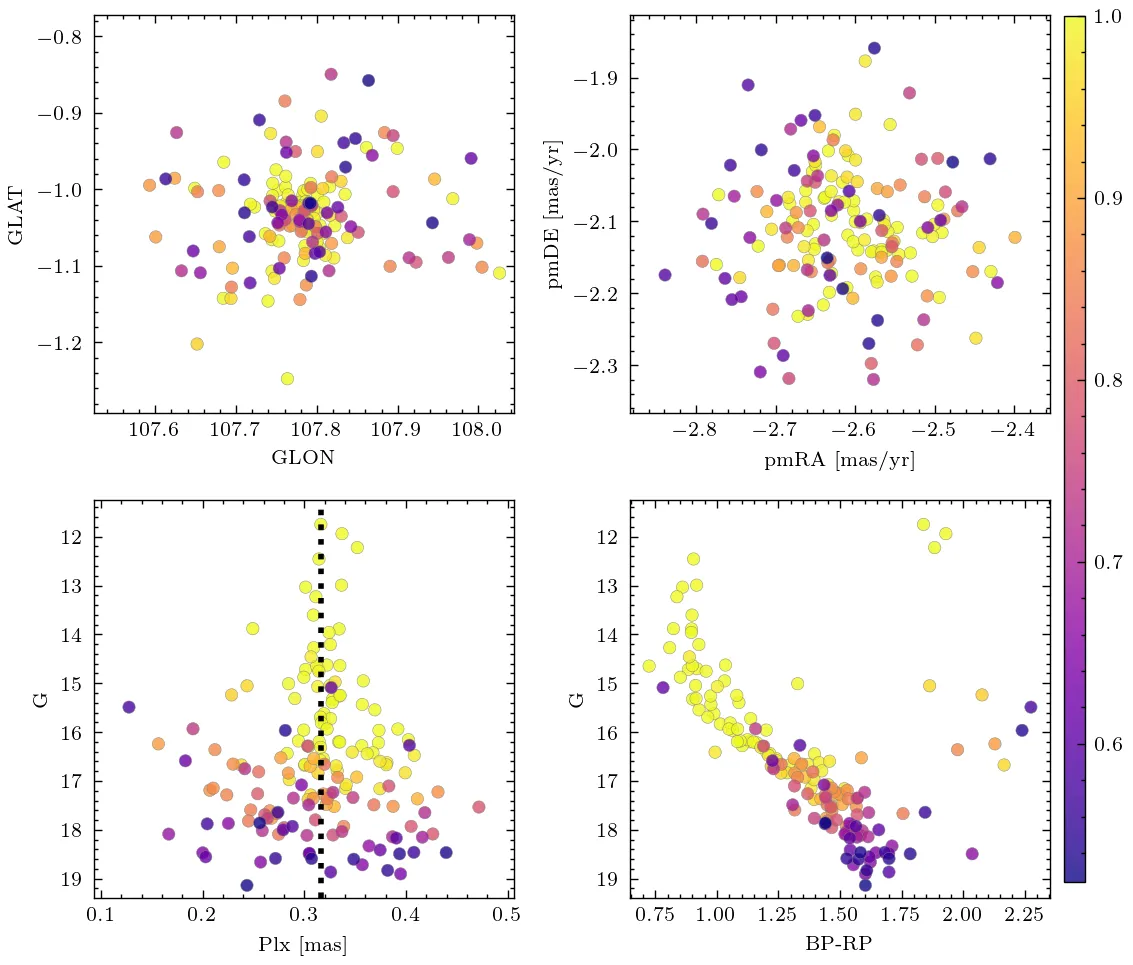 −0.8
−0.9
−1.0
−1.1
−1.2
GLAT
107.6 107.7 107.8 107.9 108.0
GLON
−1.9
−2.0
−2.1
−2.2
−2.3
pmDE [mas/yr]
−2.8 −2.7 −2.6 −2.5 −2.4
pmRA [mas/yr]
1.0
0.9
0.8
0.7
0.6
12
13
14
15
16
17
18
19
G
0.1 0.2 0.3 0.4 0.5
Plx [mas]
12
13
14
15
16
17
18
19
G
0.75 1.00 1.25 1.50 1.75 2.00 2.25
BP-RP